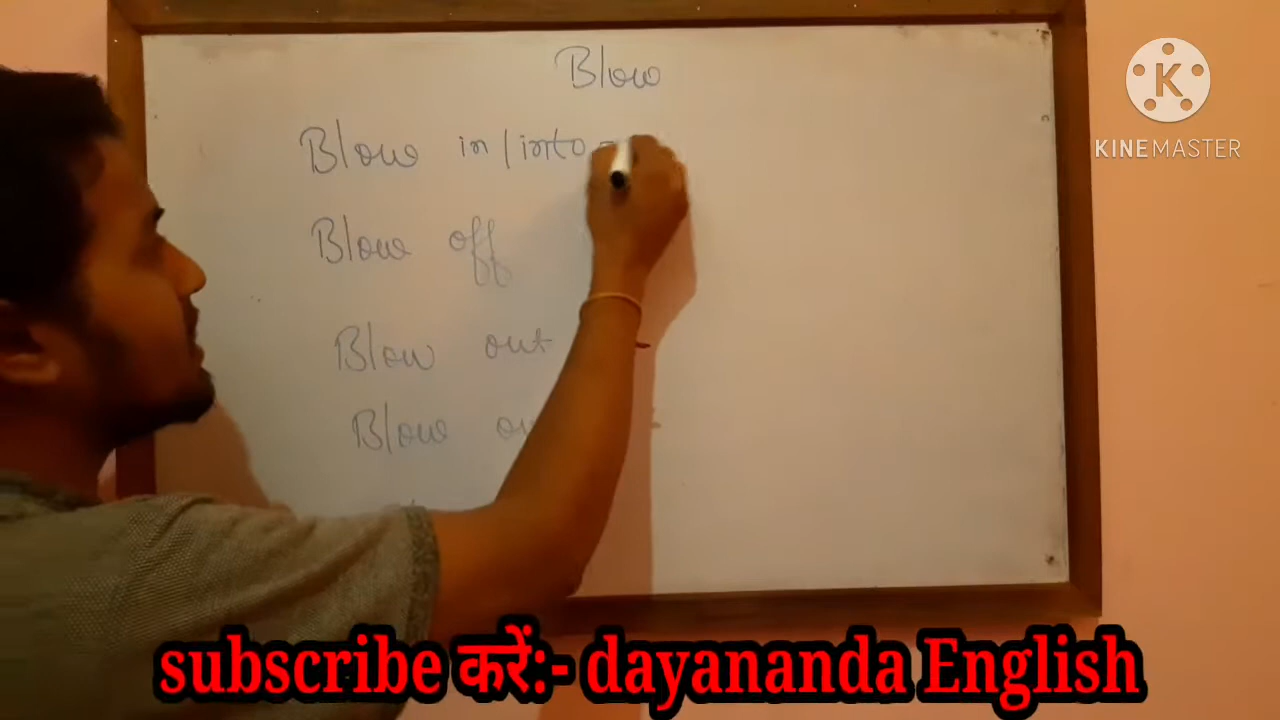 Blow
KINEMASTER
Blow in/into -
Blow off
Blow out
Blow
subscribe करें:- dayananda English